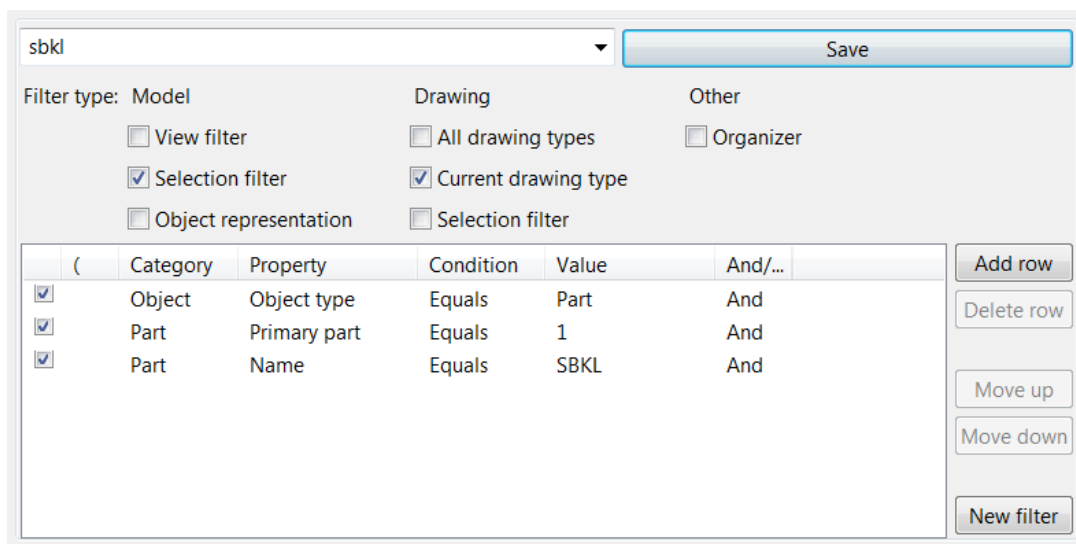 sbkl Save
Filter type: Model Drawing Other
View filter All drawing types Organizer
Selection filter Current drawing type
Object representation Selection filter
( Category Property Condition Value And/... Add row
Object Object type Equals Part And
Delete row
Part Primary part Equals 1 And
Part Name Equals SBKL And
Move up
Move down
New filter